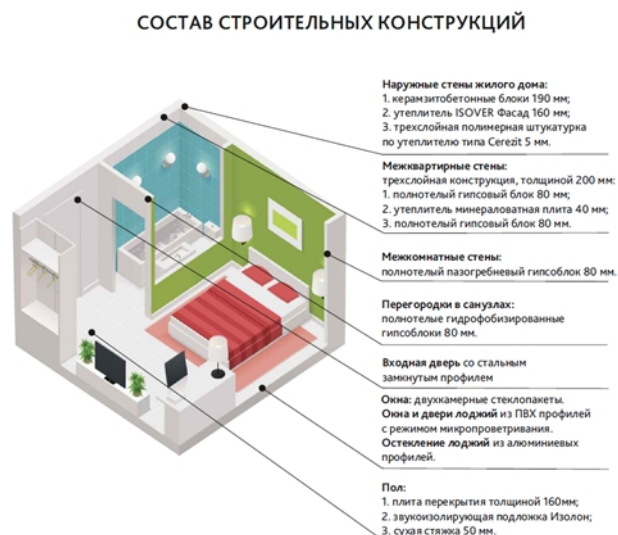 СОСТАВ СТРОИТЕЛЬНЫХ КОНСТРУКЦИЙ
Наружные стены жилого дома:
1. керамзитобетонные блоки 190 мм;
2. утеплитель ISOVER Фасад 160 мм;
3. трехслойная полимерная штукатурка
по утеплителю типа Cerezit 5 мм.
Межквартирные стены:
трехслойная конструкция, толщиной 200 мм:
1. полнотелый гипсовый блок 80 мм;
2. утеплитель минераловатная плита 40 мм;
3. полнотелый гипсовый блок 80 мм.
Межкомнатные стены:
полнотелый пазогребневый гипсоблок 80 мм.
Перегородки в санузлах:
полнотелые гидрофобизированные
гипсоблоки 80 мм.
Входная дверь со стальным
замкнутым профилем
Окна: двухкамерные стеклопакеты.
Окна и двери лоджий из ПВХ профилей
с режимом микропроветривания.
Остекление лоджий из алюминиевых
профилей.
Пол:
1. плита перекрытия толщиной 160мм;
2. звукоизолирующая подложка Изолон;
3. сухая стяжка 50 мм.